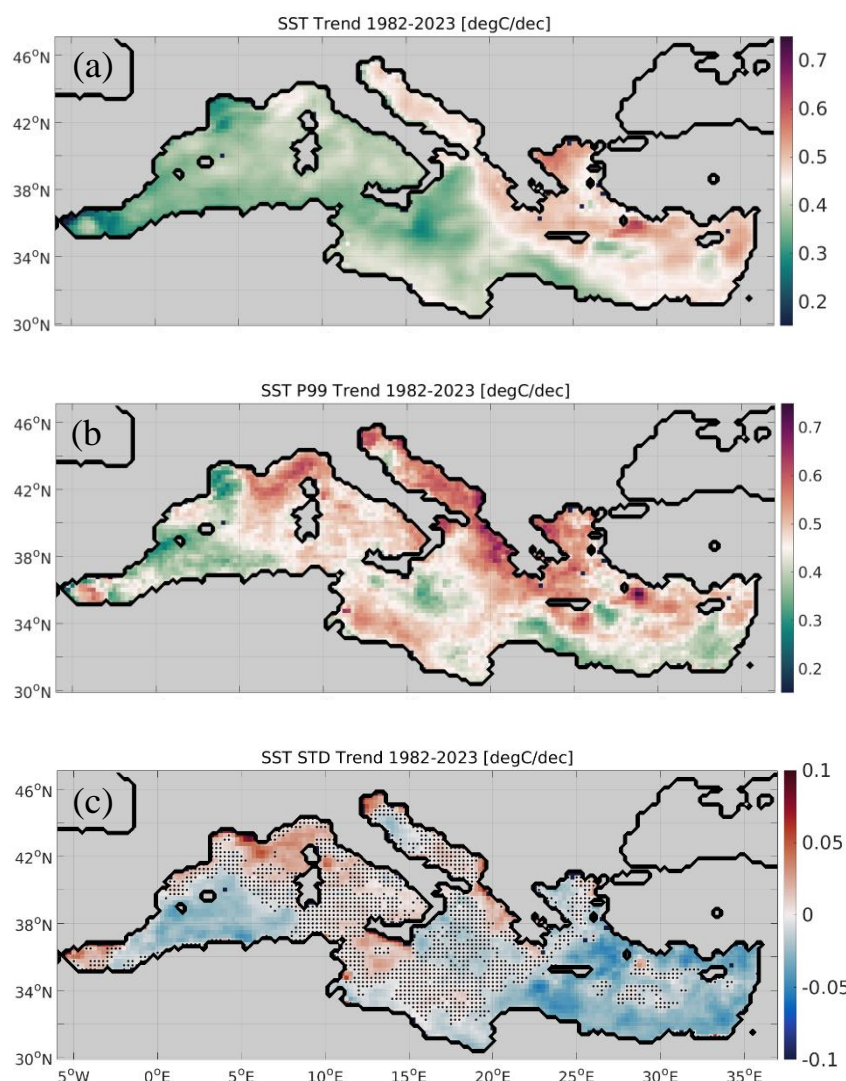 SST Trend 1982-2023 [degC/dec]
(a)
46°N
42°N
38°N
34°N
30°N
0.7
0.6
0.5
0.4
0.3
0.2
SST P99 Trend 1982-2023 [degC/dec]
(b
46°N
42°N
38°N
34°N
30°N
0.7
0.6
0.5
0.4
0.3
0.2
SST STD Trend 1982-2023 [degC/dec]
(c)
46°N
42°N
38°N
34°N
30°N
0.1
0.05
0
-0.05
-0.1
5°W 0°E 5°E 10°E 15°E 20°E 25°E 30°E 35°E